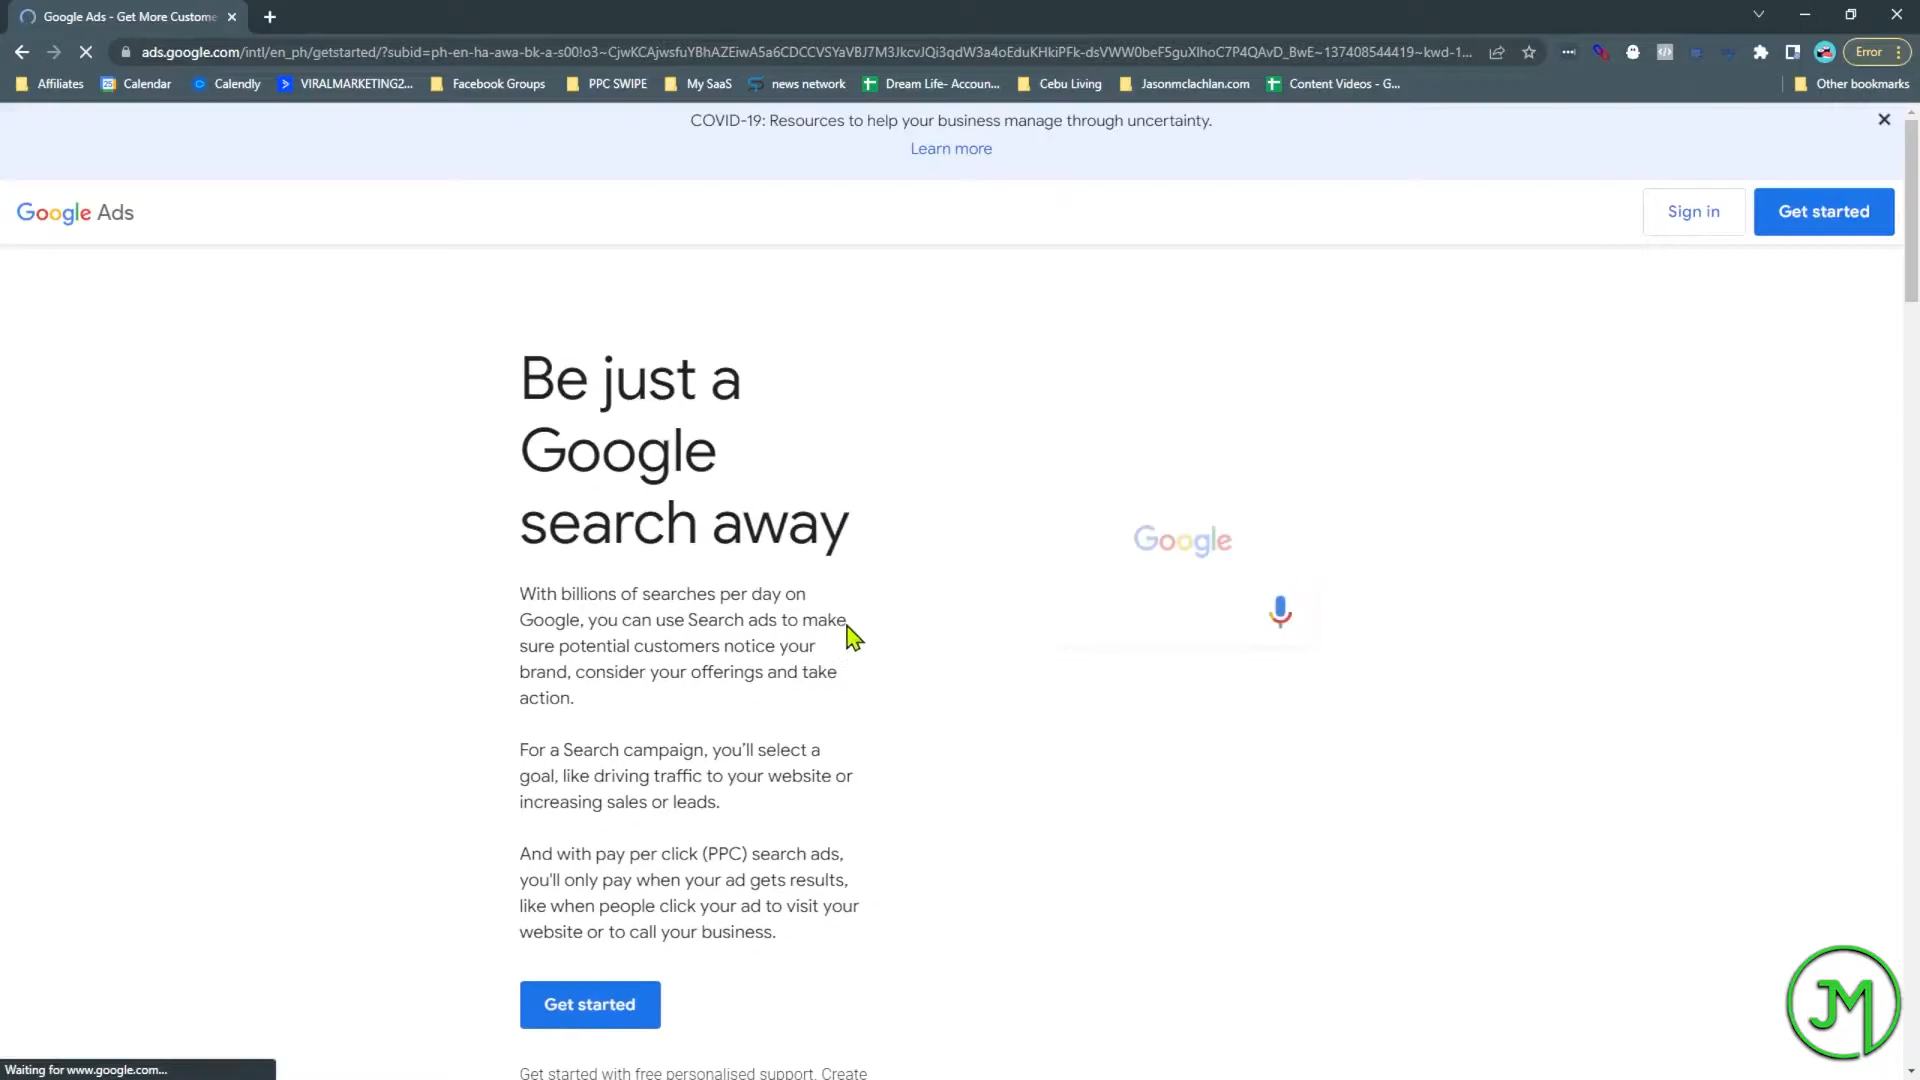 Google Ads - Get More Custome
ads.google.com/intl/en_ph/getstarted/?subid=ph-en-ha-awa-bk-a-s00!o3~CjwKCAjwsfuYBhAZEiwA5a6CDCCVSYaVBJ7M3JkcvJQi3qdW3a4oEduKHkiPFk-dsVWW0beF5guXlhoC7P4QAvD_BwE~137408544419~kwd-1...
Error
Affiliates
Calendar
Calendly
VIRALMARKETING2...
Facebook Groups
PPC SWIPE
My SaaS
news network
Dream Life- Accoun...
Cebu Living
Jasonmclachlan.com
Content Videos - G...
Other bookmarks
COVID-19: Resources to help your business manage through uncertainty.
Learn more
Google Ads
Sign in
Get started
Be just a
Google
search away
With billions of searches per day on
Google, you can use Search ads to make
sure potential customers notice your
brand, consider your offerings and take
action.
For a Search campaign, you’ll select a
goal, like driving traffic to your website or
increasing sales or leads.
And with pay per click (PPC) search ads,
you'll only pay when your ad gets results,
like when people click your ad to visit your
website or to call your business.
Get started
Get started with free personalised support. Create
Google
JM
Waiting for www.google.com...